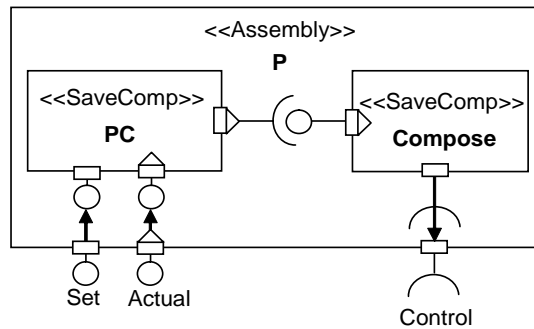 <<Assembly>>
P
<<SaveComp>>
PC
<<SaveComp>>
Compose
Set
Actual
Control